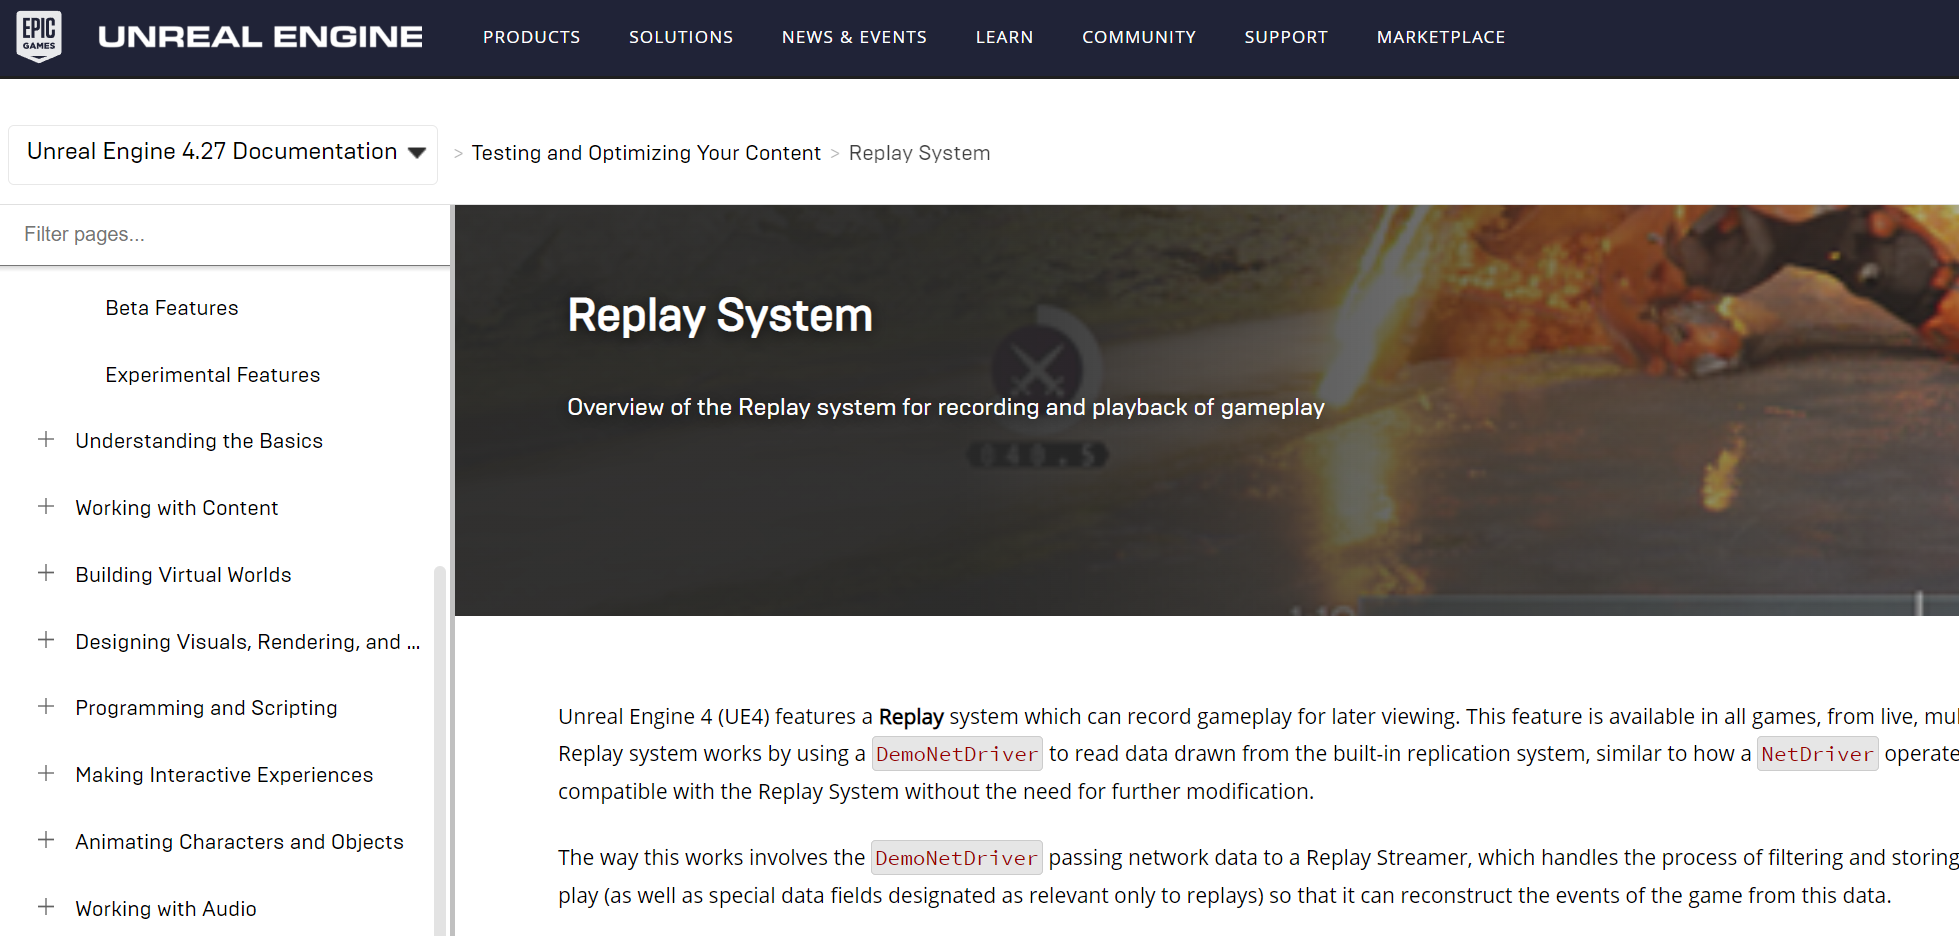 EPIC
GAMES
UNREAL ENGINE
PRODUCTS
SOLUTIONS
NEWS & EVENTS
LEARN
COMMUNITY
SUPPORT
MARKETPLACE
Unreal Engine 4.27 Documentation
> Testing and Optimizing Your Content > Replay System
Filter pages...
Beta Features
Experimental Features
Understanding the Basics
Working with Content
Building Virtual Worlds
Designing Visuals, Rendering, and ...
Programming and Scripting
Making Interactive Experiences
Animating Characters and Objects
Working with Audio
Replay System
Overview of the Replay system for recording and playback of gameplay
040.5
Unreal Engine 4 (UE4) features a Replay system which can record gameplay for later viewing. This feature is available in all games, from live, mul
Replay system works by using a DemoNetDriver to read data drawn from the built-in replication system, similar to how a NetDriver operate
compatible with the Replay System without the need for further modification.
The way this works involves the DemoNetDriver passing network data to a Replay Streamer, which handles the process of filtering and storing
play (as well as special data fields designated as relevant only to replays) so that it can reconstruct the events of the game from this data.